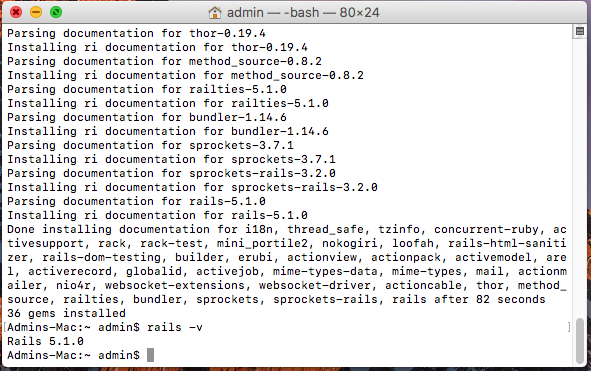 admin — -bash — 80×24
Parsing documentation for thor-0.19.4
Installing ri documentation for thor-0.19.4
Parsing documentation for method_source-0.8.2
Installing ri documentation for method_source-0.8.2
Parsing documentation for railties-5.1.0
Installing ri documentation for railties-5.1.0
Parsing documentation for bundler-1.14.6
Installing ri documentation for bundler-1.14.6
Parsing documentation for sprockets-3.7.1
Installing ri documentation for sprockets-3.7.1
Parsing documentation for sprockets-rails-3.2.0
Installing ri documentation for sprockets-rails-3.2.0
Parsing documentation for rails-5.1.0
Installing ri documentation for rails-5.1.0
Done installing documentation for i18n, thread_safe, tzinfo, concurrent-ruby, ac
tivesupport, rack, rack-test, mini_portile2, nokogiri, loofah, rails-html-saniti
zer, rails-dom-testing, builder, erubi, actionview, actionpack, activemodel, are
l, activerecord, globalid, activejob, mime-types-data, mime-types, mail, actionm
ailer, nio4r, websocket-extensions, websocket-driver, actioncable, thor, method_
source, railties, bundler, sprockets, sprockets-rails, rails after 82 seconds
36 gems installed
[Admins-Mac:~ admin$ rails -v ]
Rails 5.1.0
Admins-Mac:~ admin$